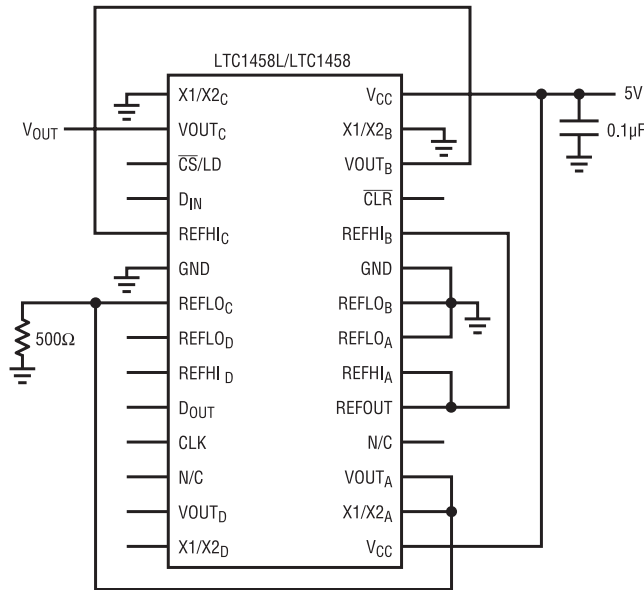 LTC1458L/LTC1458
X1/X2C VCC 5V
VOUT VOUTC X1/X2B 0.1µF
CS/LD VOUTB
DIN CLR
REFHIC REFHIB
GND GND
REFLOC REFLOB
500Ω REFLOD REFLOA
REFHID REFHIA
DOUT REFOUT
CLK N/C
N/C VOUTA
VOUTD X1/X2A
X1/X2D VCC